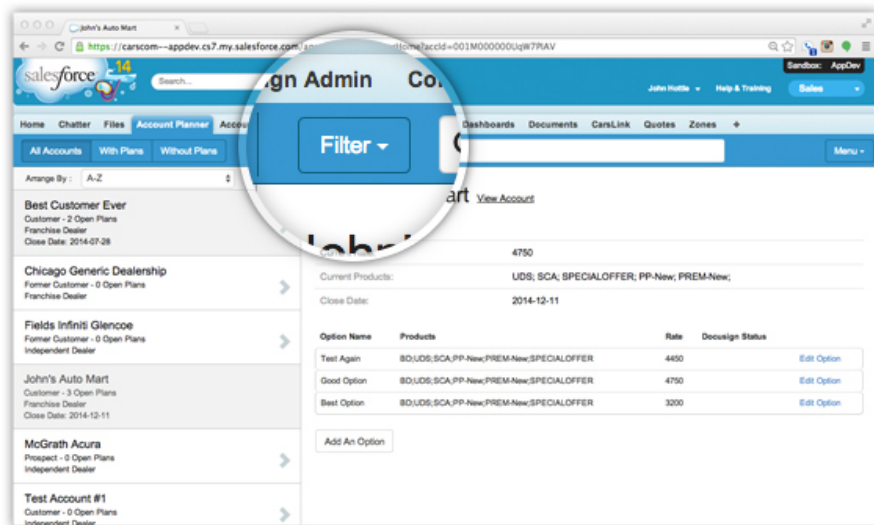 John's Auto Mart
https://carscom--appdev.cs7.my.salesforce.com/
Home?accId=001M000000UqW7PIAV
salesforce
14
Search...
Sandbox: AppDev
John Hottle
Help & Training
Sales
ign Admin Co
Home Chatter Files Account Planner Accou
Dashboards Documents CarsLink Quotes Zones +
All Accounts With Plans Without Plans
Filter
Menu
Arrange By : A-Z
art View Account
John
Best Customer Ever
Customer - 2 Open Plans
Franchise Dealer
Close Date: 2014-07-28
4750
Current Products: UDS; SCA; SPECIALOFFER; PP-New; PREM-New;
Close Date: 2014-12-11
Chicago Generic Dealership
Former Customer - 0 Open Plans
Franchise Dealer
Fields Infiniti Glencoe
Former Customer - 0 Open Plans
Independent Dealer
John's Auto Mart
Customer - 3 Open Plans
Franchise Dealer
Close Date: 2014-12-11
McGrath Acura
Prospect - 0 Open Plans
Independent Dealer
Test Account #1
Customer - 0 Open Plans
Independent Dealer
Option Name Products Rate Docusign Status
Test Again BD;UDS;SCA;PP-New;PREM-New;SPECIALOFFER 4450 Edit Option
Good Option BD;UDS;SCA;PP-New;PREM-New;SPECIALOFFER 4750 Edit Option
Best Option BD;UDS;SCA;PP-New;PREM-New;SPECIALOFFER 3200 Edit Option
Add An Option